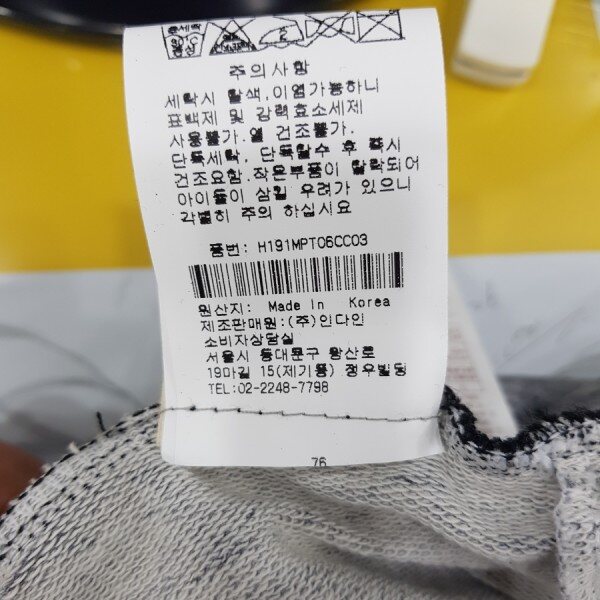 중세탁
중성
주의사항
세탁시 탈색,이염가능하니
표백제 및 강력효소세제
사용불가.열 건조불가.
단독세탁, 단독탈수 후 즉시
건조요함.작은부품이 탈락되어
아이들이 삼킬 우려가 있으니
각별히 주의 하십시요
품번: H191MPT06CC03
원산지: Made In Korea
제조판매원:(주)인다인
소비자상담실
서울시 동대문구 왕산로
19마길 15(제기동) 정우빌딩
TEL:02-2248-7798
76